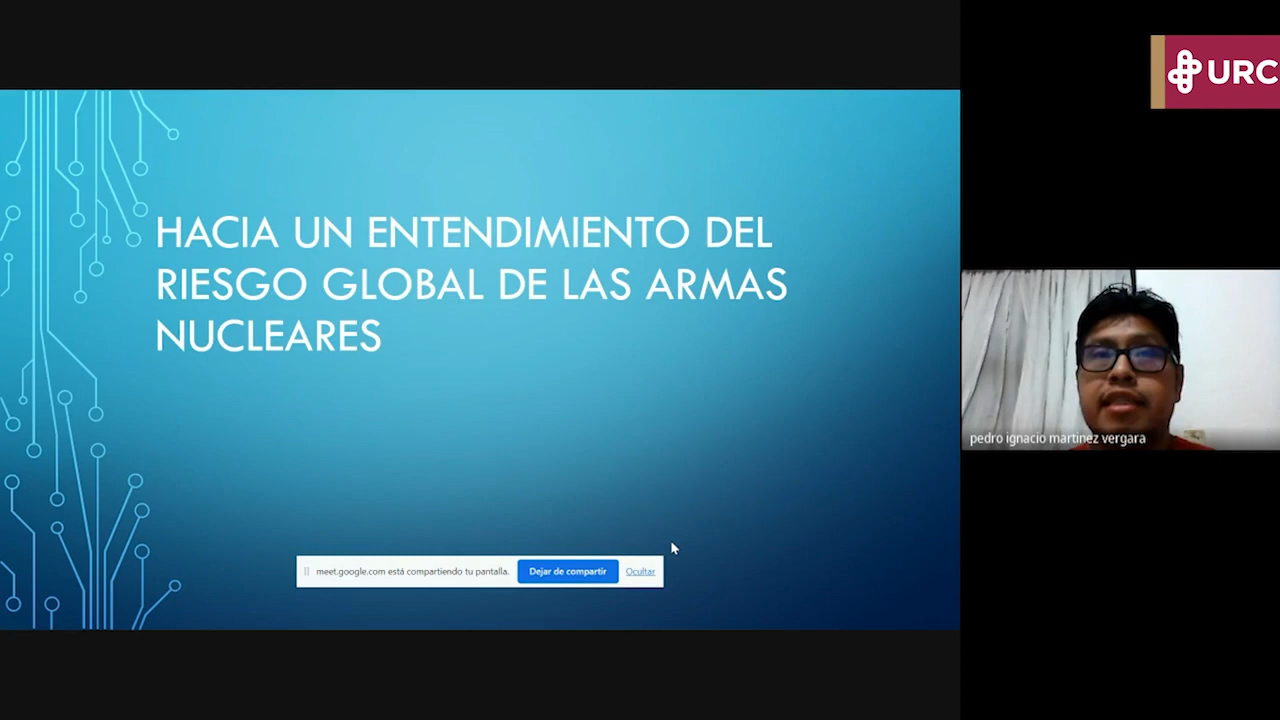 URC
HACIA UN ENTENDIMIENTO DEL
RIESGO GLOBAL DE LAS ARMAS
NUCLEARES
pedro ignacio martinez vergara
meet.google.com está compartiendo tu pantalla.
Dejar de compartir
Ocultar